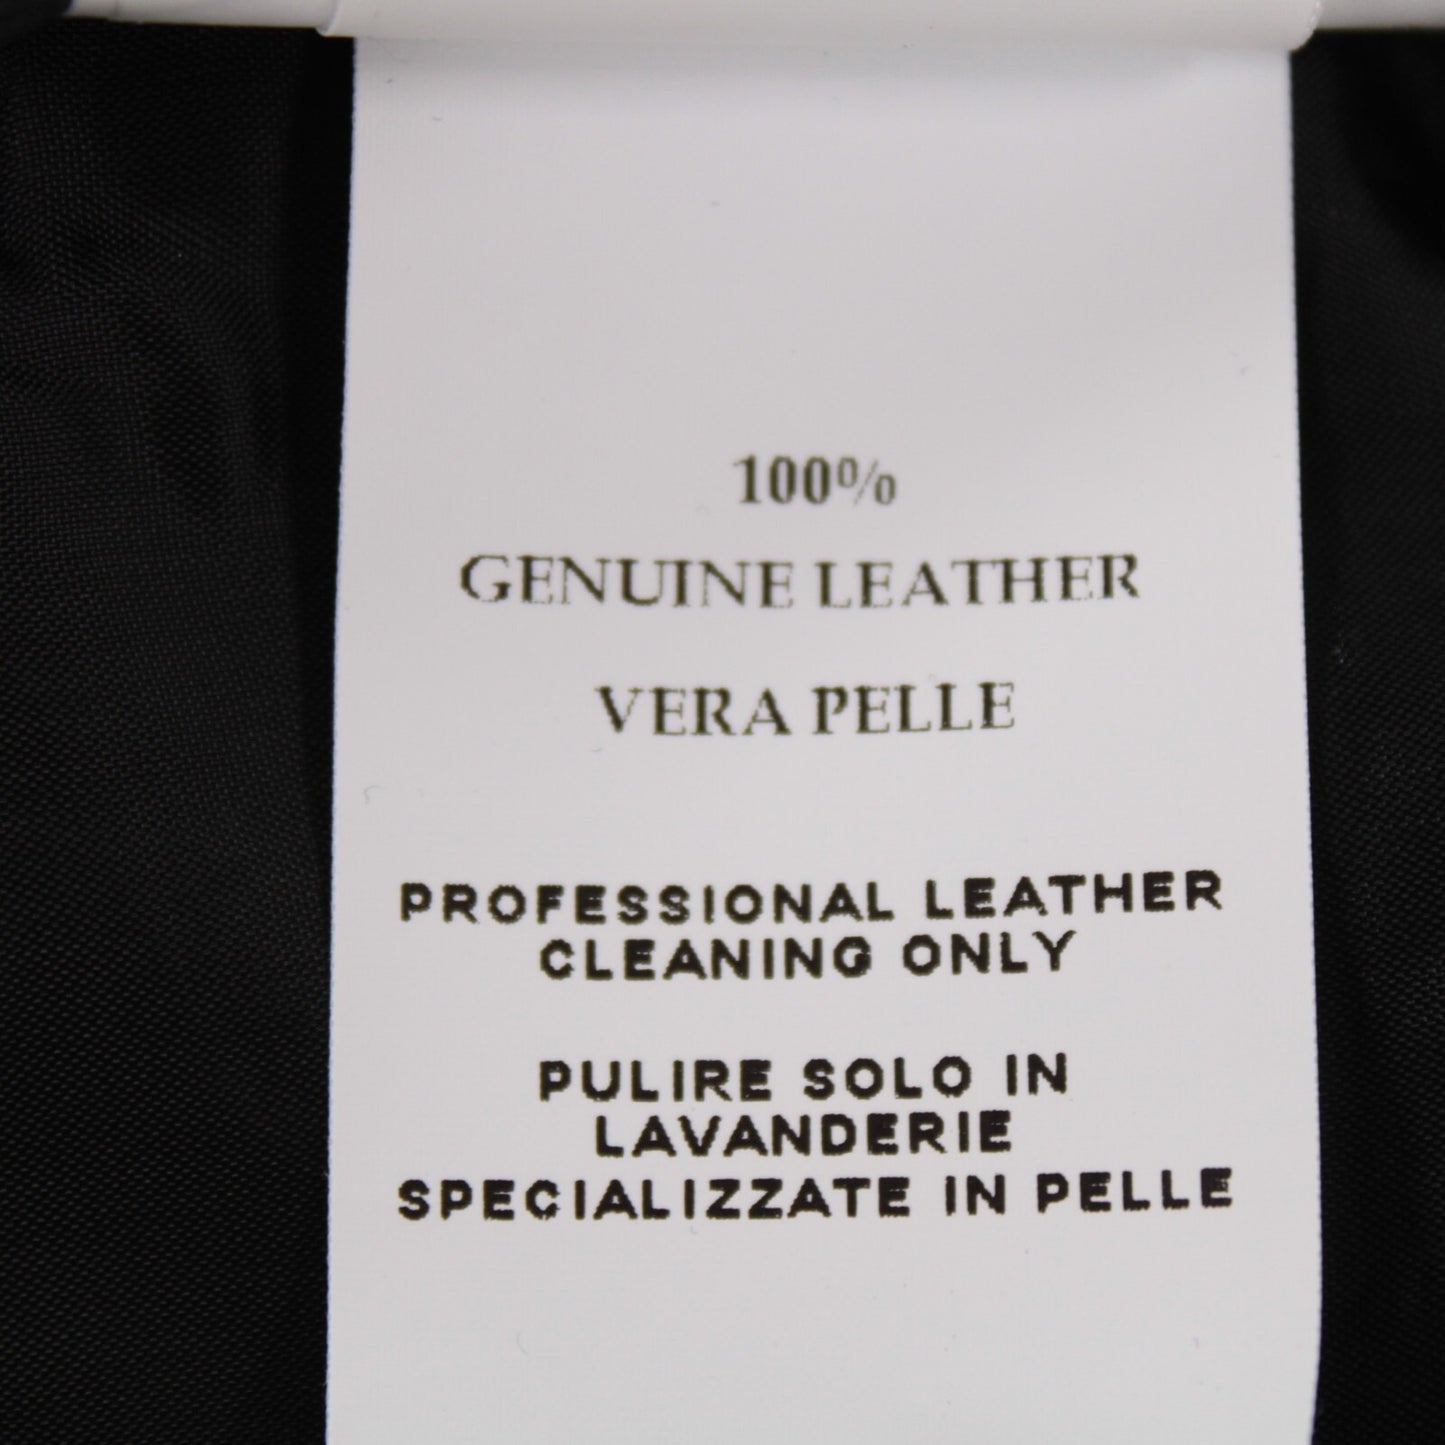 100%
GENUINE LEATHER
VERA PELLE
PROFESSIONAL LEATHER
CLEANING ONLY
PULIRE SOLO IN
LAVANDERIE
SPECIALIZZATE IN PELLE